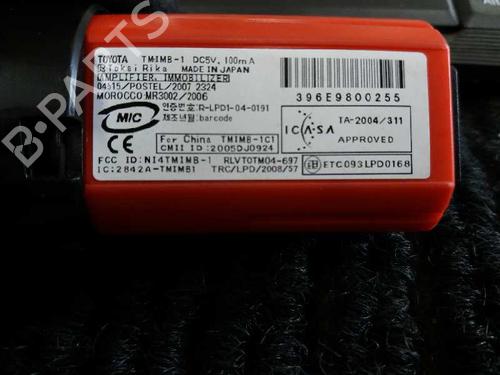 TOYOTA TMIMB-1 DC5V, 100mA
Tokai Rika MADE IN JAPAN
(AMPLIFIER, IMMOBILIZER)
04515/POSTEL/2007 2324
MOROCCO:MR3002/2006
인증번호:R-LPD1-04-0191
제조년월:barcode
MIC
For China TMIMB-1C1
CMII ID:2005DJ0924
CE
FCC ID:NI4TMIMB-1 RLVTOTM04-697
IC:2842A-TMIMB1 TRC/LPD/2008/57
396E9800255
ICASA
TA-2004/311
APPROVED
ETC093LPD0168
B-Parts